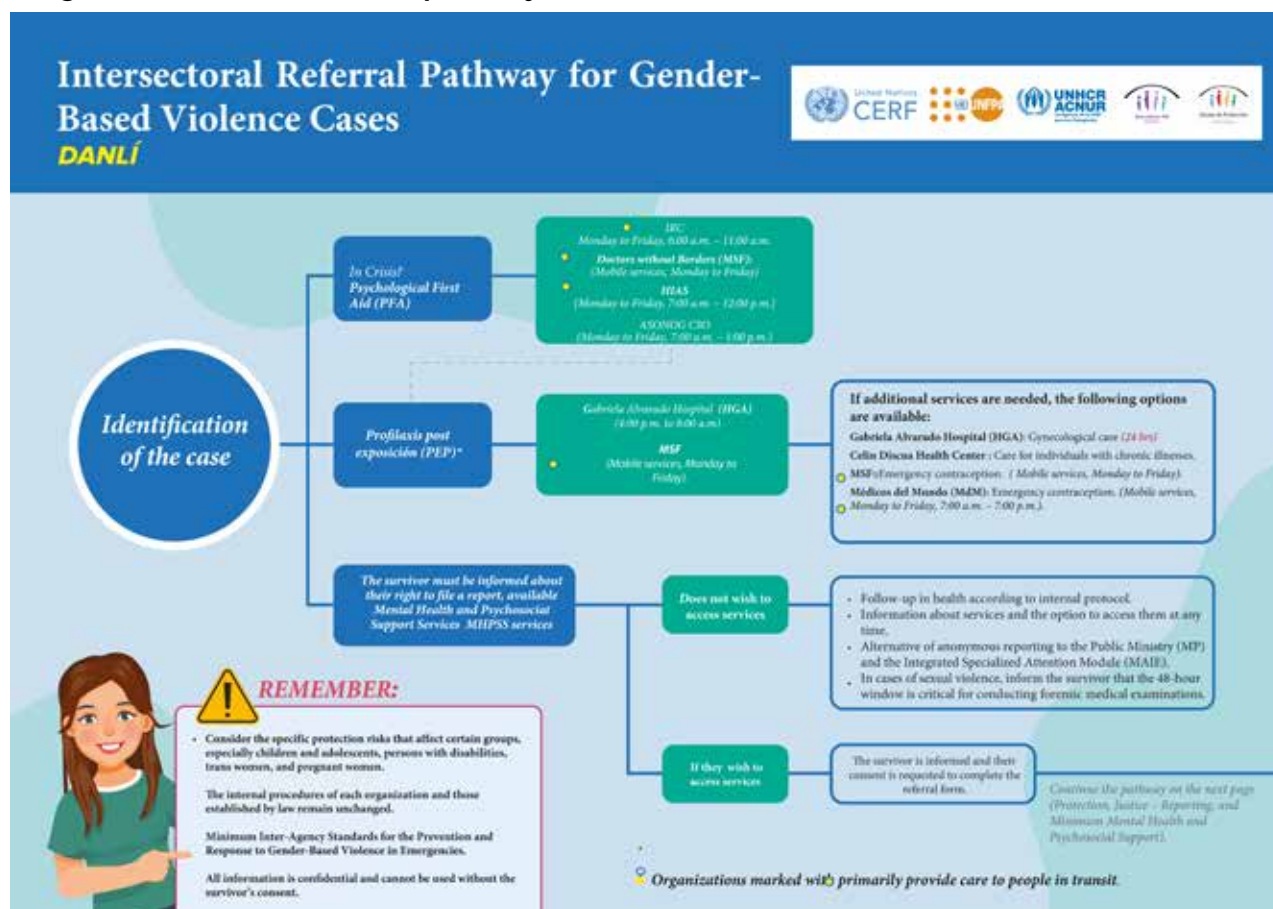 Intersectoral Referral Pathway for Gender-
Based Violence Cases
DANLÍ
United Nations
CERF
UNFPA
UNHCR
ACNUR
In Crisis?
Psychological First
Aid (PFA)
Monday to Friday, 6:00 a.m. – 11:00 a.m.
Doctors without Borders (MSF):
(Mobile services, Monday to Friday)
HIAS
(Monday to Friday, 7:00 a.m. – 12:00 p.m.)
ASONOG CBO
(Monday to Friday, 7:00 a.m. – 1:00 p.m.)
Identification
of the case
Profilaxis post
exposición (PEP)*
Gabriela Alvarado Hospital (HGA)
(4:00 p.m. to 8:00 a.m)
MSF
(Mobile services, Monday to
Friday).
If additional services are needed, the following options
are available:
Gabriela Alvarado Hospital (HGA): Gynecological care (24 hrs)
Celin Discua Health Center : Care for individuals with chronic illnesses.
MSF:Emergency contraception. ( Mobile services, Monday to Friday).
Médicos del Mundo (MdM): Emergency contraception. (Mobile services,
Monday to Friday, 7:00 a.m. – 7:00 p.m.).
The survivor must be informed about
their right to file a report, available
Mental Health and Psychosocial
Support Services MHPSS services
Does not wish to
access services
• Follow-up in health according to internal protocol.
• Information about services and the option to access them at any
time.
• Alternative of anonymous reporting to the Public Ministry (MP)
and the Integrated Specialized Attention Module (MAIE).
• In cases of sexual violence, inform the survivor that the 48-hour
window is critical for conducting forensic medical examinations.
If they wish to
access services
The survivor is informed and their
consent is requested to complete the
referral form.
Continue the pathway on the next page
(Protection, Justice – Reporting, and
Minimum Mental Health and
Psychosocial Support).
REMEMBER:
• Consider the specific protection risks that affect certain groups,
especially children and adolescents, persons with disabilities,
trans women, and pregnant women.
The internal procedures of each organization and those
established by law remain unchanged.
Minimum Inter-Agency Standards for the Prevention and
Response to Gender-Based Violence in Emergencies.
All information is confidential and cannot be used without the
survivor's consent.
Organizations marked with primarily provide care to people in transit.